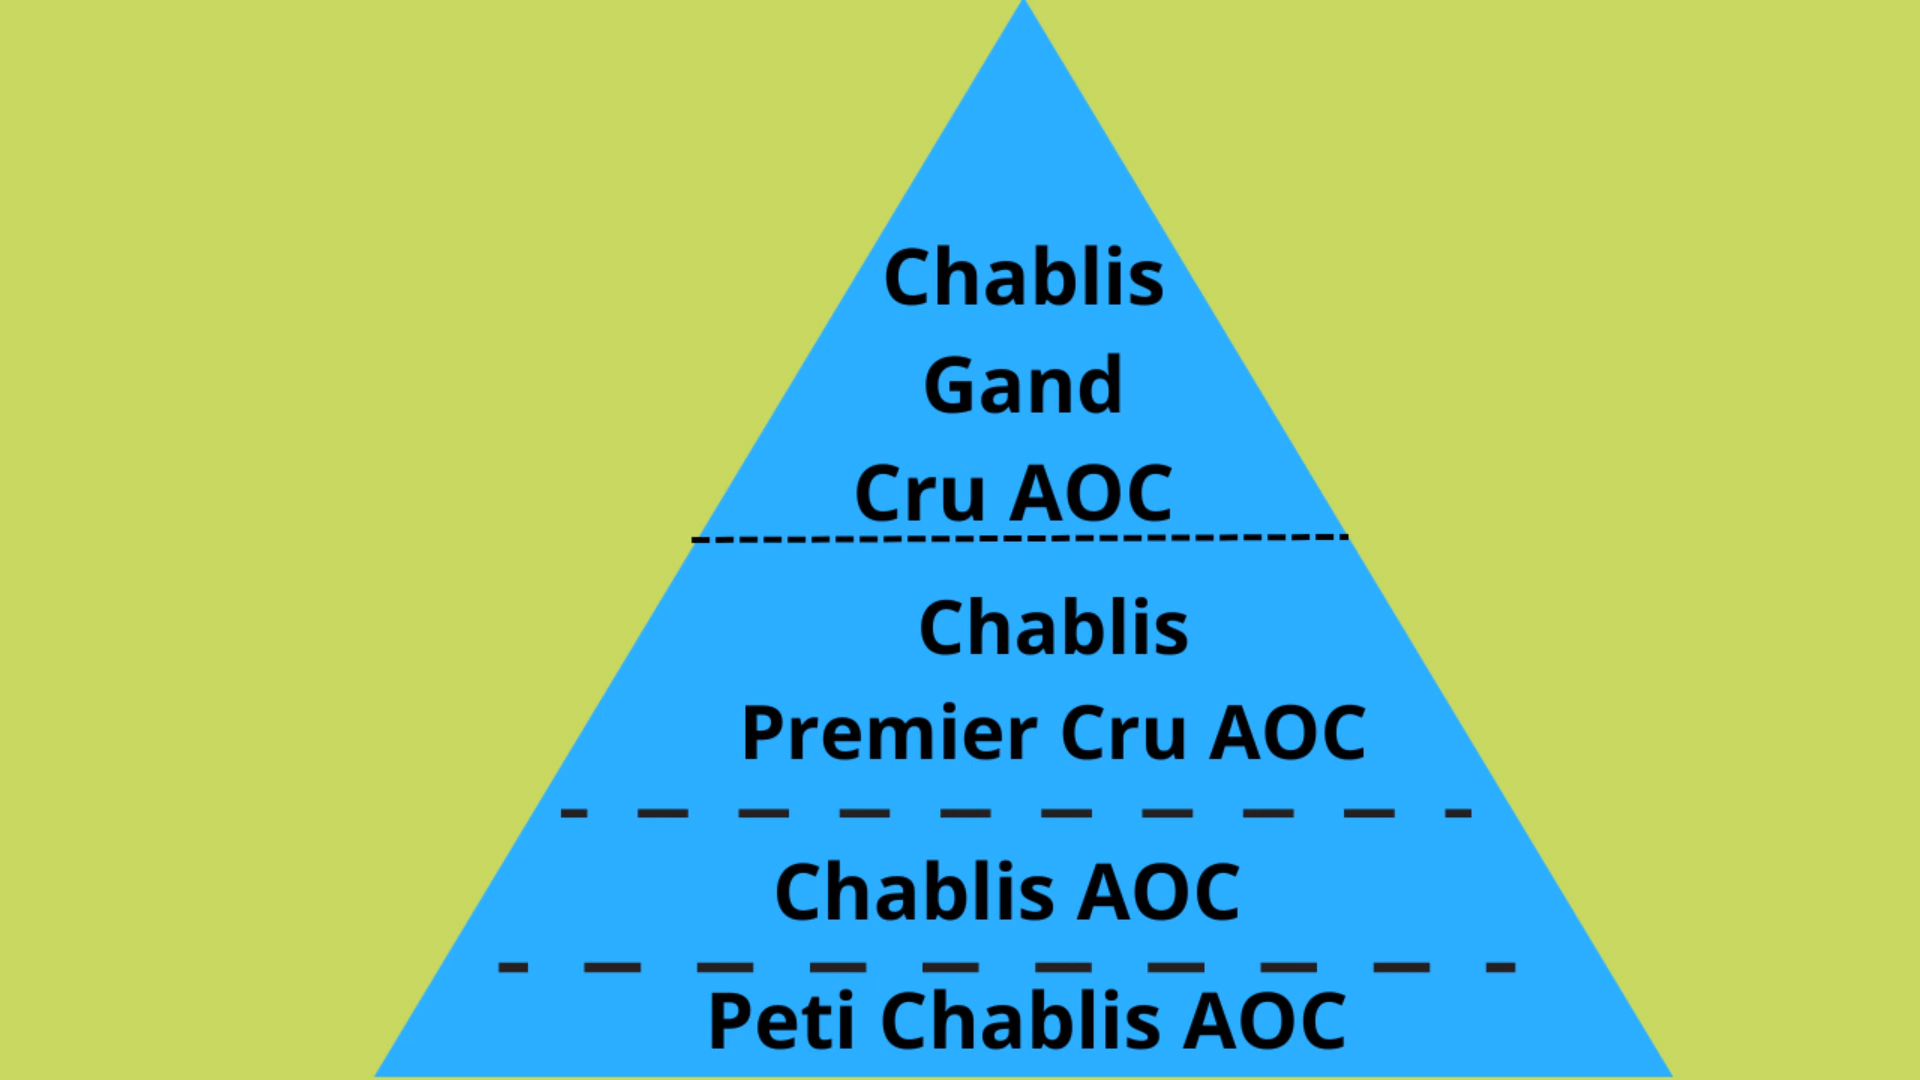 Chablis
Gand
Cru AOC
Chablis
Premier Cru AOC
Chablis AOC
Peti Chablis AOC